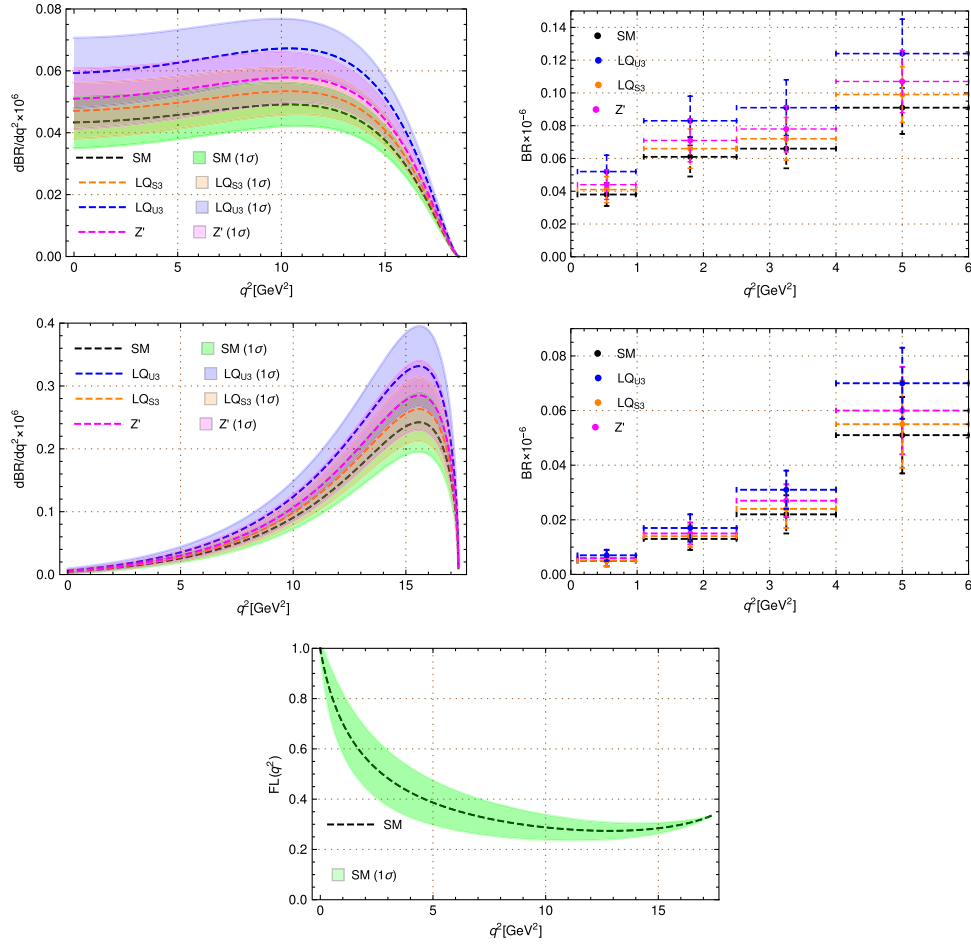 0.08
0.06
0.04
0.02
0.00
dBR/dq²×10⁶
SM
SM (1σ)
LQS3
LQS3 (1σ)
LQU3
LQU3 (1σ)
Z'
Z' (1σ)
0 5 10 15
q²[GeV²]
0.14
0.12
0.10
0.08
0.06
0.04
0.02
0.00
BR×10⁻⁶
SM
LQU3
LQS3
Z'
0 1 2 3 4 5 6
q²[GeV²]
0.4
0.3
0.2
0.1
0.0
dBR/dq²×10⁶
SM
SM (1σ)
LQU3
LQU3 (1σ)
LQS3
LQS3 (1σ)
Z'
Z' (1σ)
0 5 10 15
q²[GeV²]
0.08
0.06
0.04
0.02
0.00
BR×10⁻⁶
SM
LQU3
LQS3
Z'
0 1 2 3 4 5 6
q²[GeV²]
1.0
0.8
0.6
0.4
0.2
0.0
FL(q²)
SM
SM (1σ)
0 5 10 15
q²[GeV²]